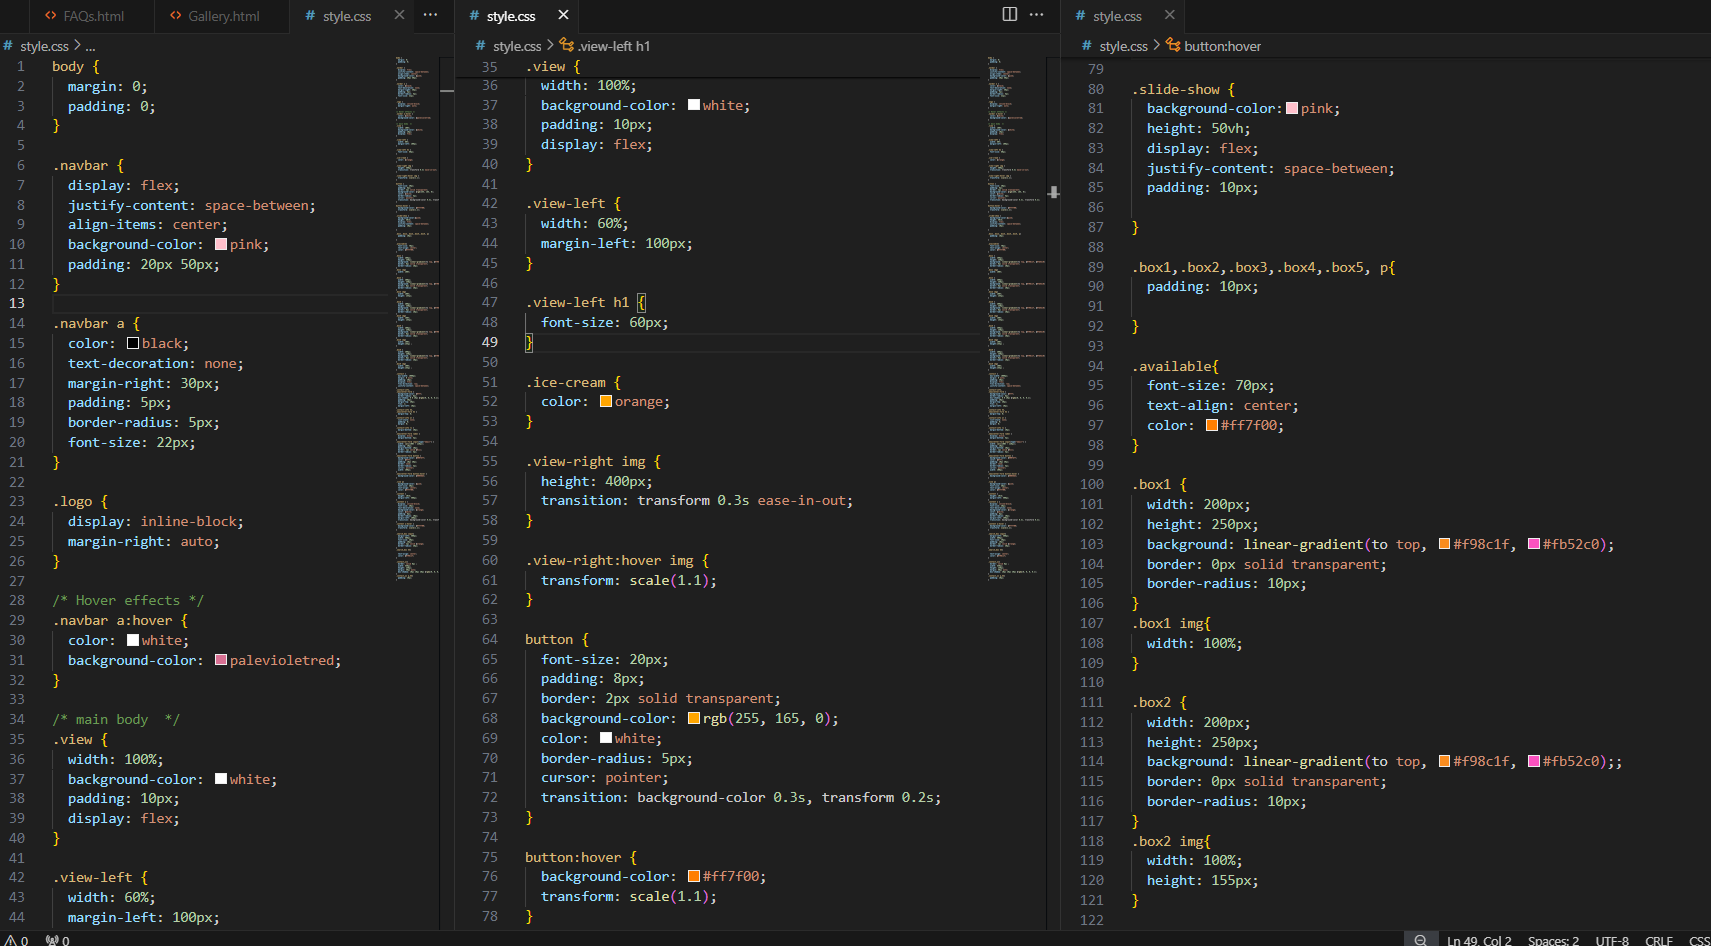 FAQs.html
Gallery.html
# style.css
# style.css > ...
1 body {
2 margin: 0;
3 padding: 0;
4 }
5
6 .navbar {
7 display: flex;
8 justify-content: space-between;
9 align-items: center;
10 background-color: pink;
11 padding: 20px 50px;
12 }
13
14 .navbar a {
15 color: black;
16 text-decoration: none;
17 margin-right: 30px;
18 padding: 5px;
19 border-radius: 5px;
20 font-size: 22px;
21 }
22
23 .logo {
24 display: inline-block;
25 margin-right: auto;
26 }
27
28 /* Hover effects */
29 .navbar a:hover {
30 color: white;
31 background-color: palevioletred;
32 }
33
34 /* main body  */
35 .view {
36 width: 100%;
37 background-color: white;
38 padding: 10px;
39 display: flex;
40 }
41
42 .view-left {
43 width: 60%;
44 margin-left: 100px;
# style.css
# style.css > .view-left h1
35 .view {
36 width: 100%;
37 background-color: white;
38 padding: 10px;
39 display: flex;
40 }
41
42 .view-left {
43 width: 60%;
44 margin-left: 100px;
45 }
46
47 .view-left h1 {
48 font-size: 60px;
49 }
50
51 .ice-cream {
52 color: orange;
53 }
54
55 .view-right img {
56 height: 400px;
57 transition: transform 0.3s ease-in-out;
58 }
59
60 .view-right:hover img {
61 transform: scale(1.1);
62 }
63
64 button {
65 font-size: 20px;
66 padding: 8px;
67 border: 2px solid transparent;
68 background-color: rgb(255, 165, 0);
69 color: white;
70 border-radius: 5px;
71 cursor: pointer;
72 transition: background-color 0.3s, transform 0.2s;
73 }
74
75 button:hover {
76 background-color: #ff7f00;
77 transform: scale(1.1);
78 }
# style.css
# style.css > button:hover
79
80 .slide-show {
81 background-color: pink;
82 height: 50vh;
83 display: flex;
84 justify-content: space-between;
85 padding: 10px;
86
87 }
88
89 .box1,.box2,.box3,.box4,.box5, p{
90 padding: 10px;
91
92 }
93
94 .available{
95 font-size: 70px;
96 text-align: center;
97 color: #ff7f00;
98 }
99
100 .box1 {
101 width: 200px;
102 height: 250px;
103 background: linear-gradient(to top, #f98c1f, #fb52c0);
104 border: 0px solid transparent;
105 border-radius: 10px;
106 }
107 .box1 img{
108 width: 100%;
109 }
110
111 .box2 {
112 width: 200px;
113 height: 250px;
114 background: linear-gradient(to top, #f98c1f, #fb52c0);;
115 border: 0px solid transparent;
116 border-radius: 10px;
117 }
118 .box2 img{
119 width: 100%;
120 height: 155px;
121 }
122
0 0 Ln 49, Col 2 Spaces: 2 UTF-8 CRLF CSS